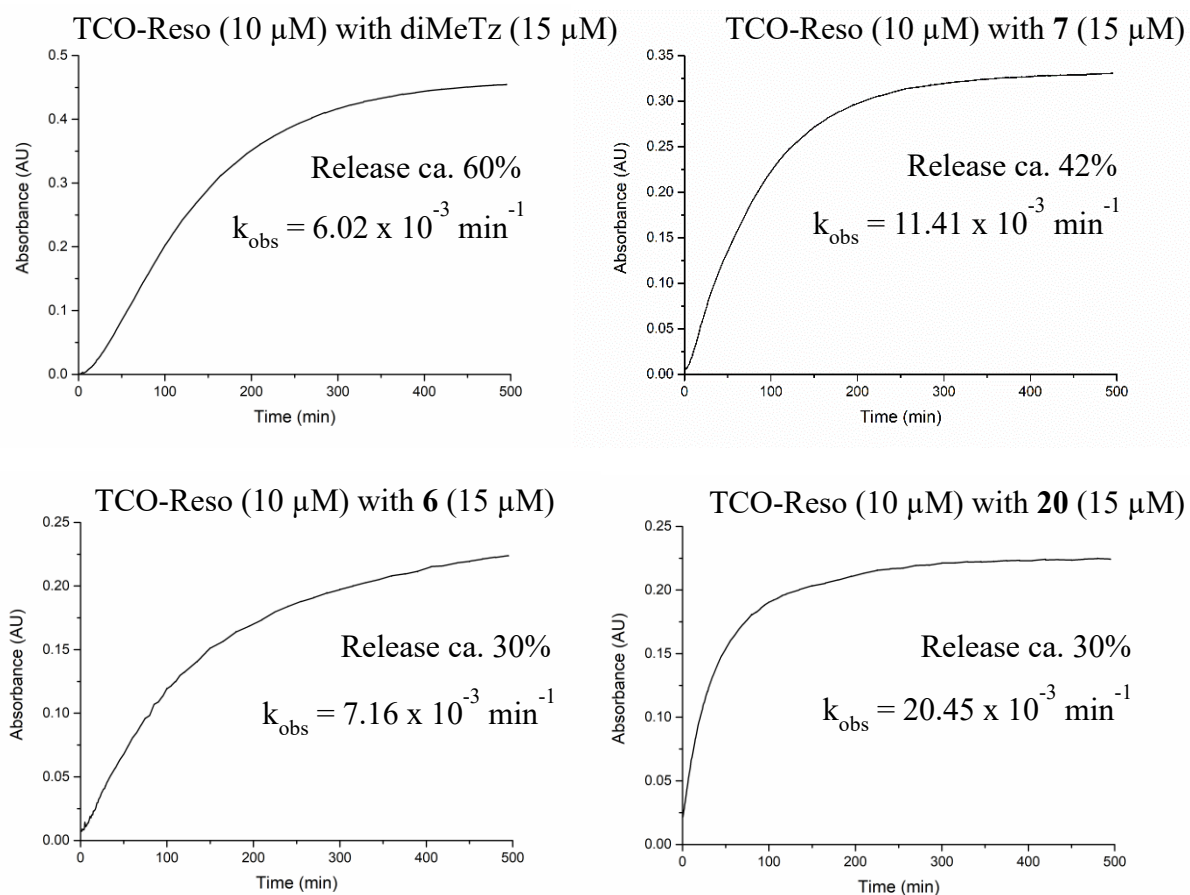 TCO-Reso (10 µM) with diMeTz (15 µM)
0.5
0.4
0.3
0.2
0.1
0.0
Absorbance (AU)
Release ca. 60%
k_obs = 6.02 x 10^-3 min^-1
0 100 200 300 400 500
Time (min)
TCO-Reso (10 µM) with 7 (15 µM)
0.35
0.30
0.25
0.20
0.15
0.10
0.05
0.00
Absorbance (AU)
Release ca. 42%
k_obs = 11.41 x 10^-3 min^-1
0 100 200 300 400 500
Time (min)
TCO-Reso (10 µM) with 6 (15 µM)
0.25
0.20
0.15
0.10
0.05
0.00
Absorbance (AU)
Release ca. 30%
k_obs = 7.16 x 10^-3 min^-1
0 100 200 300 400 500
Time (min)
TCO-Reso (10 µM) with 20 (15 µM)
0.25
0.20
0.15
0.10
0.05
0.00
Absorbance (AU)
Release ca. 30%
k_obs = 20.45 x 10^-3 min^-1
0 100 200 300 400 500
Time (min)